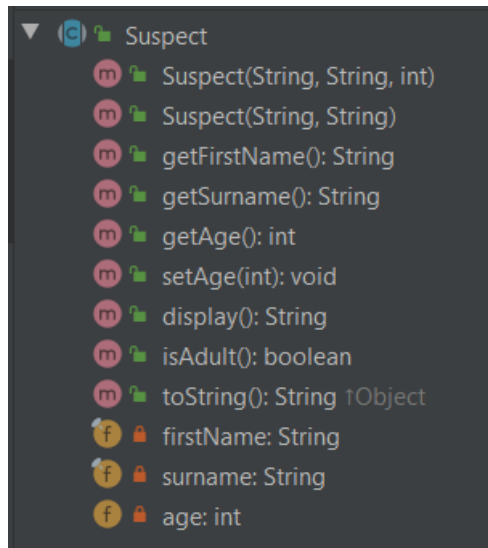 Suspect
Suspect(String, String, int)
Suspect(String, String)
getFirstName(): String
getSurname(): String
getAge(): int
setAge(int): void
display(): String
isAdult(): boolean
toString(): String ↑Object
firstName: String
surname: String
age: int